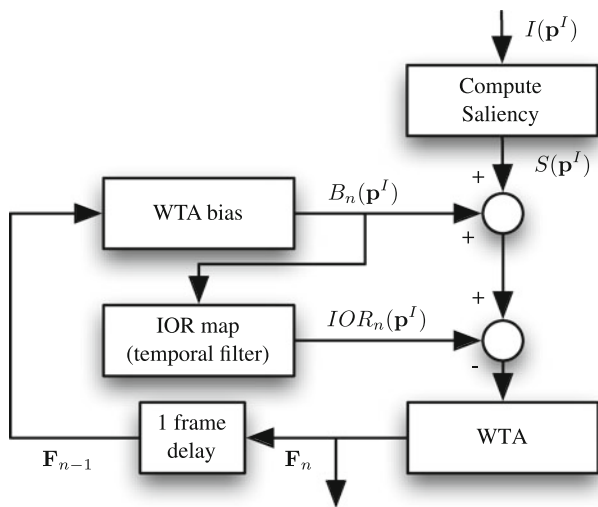 I(p^I)
Compute
Saliency
+
S(p^I)
WTA bias
B_n(p^I)
+
+
IOR map
(temporal filter)
IOR_n(p^I)
-
1 frame
delay
WTA
F_{n-1}
F_n